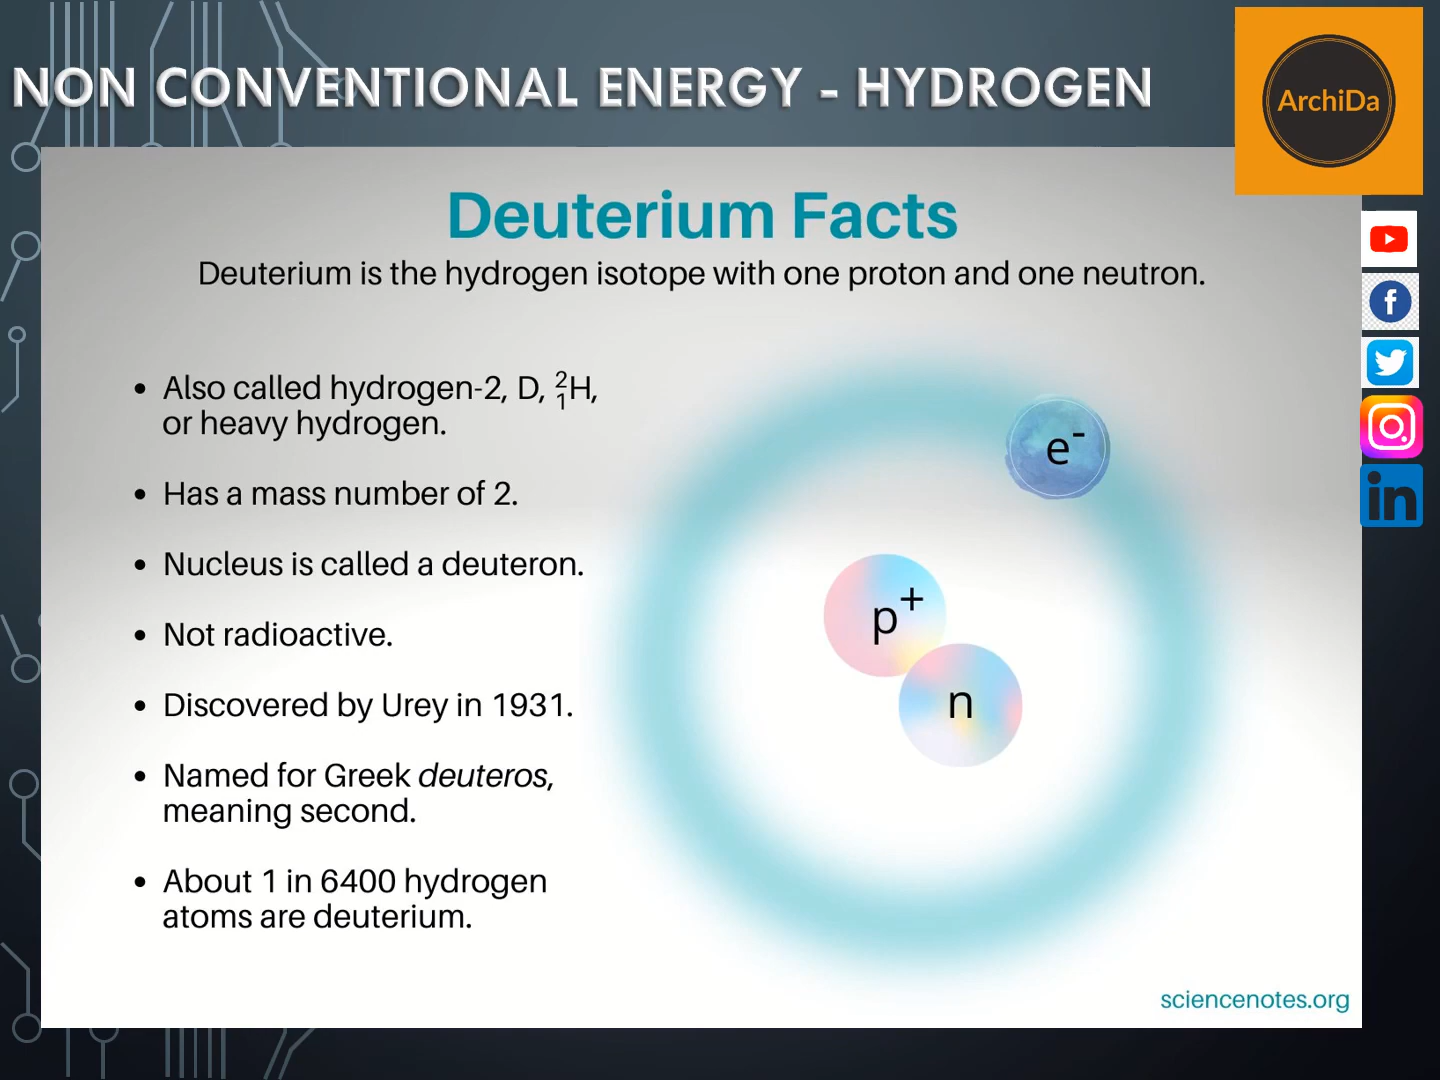 NON CONVENTIONAL ENERGY - HYDROGEN
ArchiDa
Deuterium Facts
Deuterium is the hydrogen isotope with one proton and one neutron.
• Also called hydrogen-2, D, ²₁H,
or heavy hydrogen.
• Has a mass number of 2.
• Nucleus is called a deuteron.
• Not radioactive.
• Discovered by Urey in 1931.
• Named for Greek deuteros,
meaning second.
• About 1 in 6400 hydrogen
atoms are deuterium.
e⁻
p⁺
n
f
in
sciencenotes.org